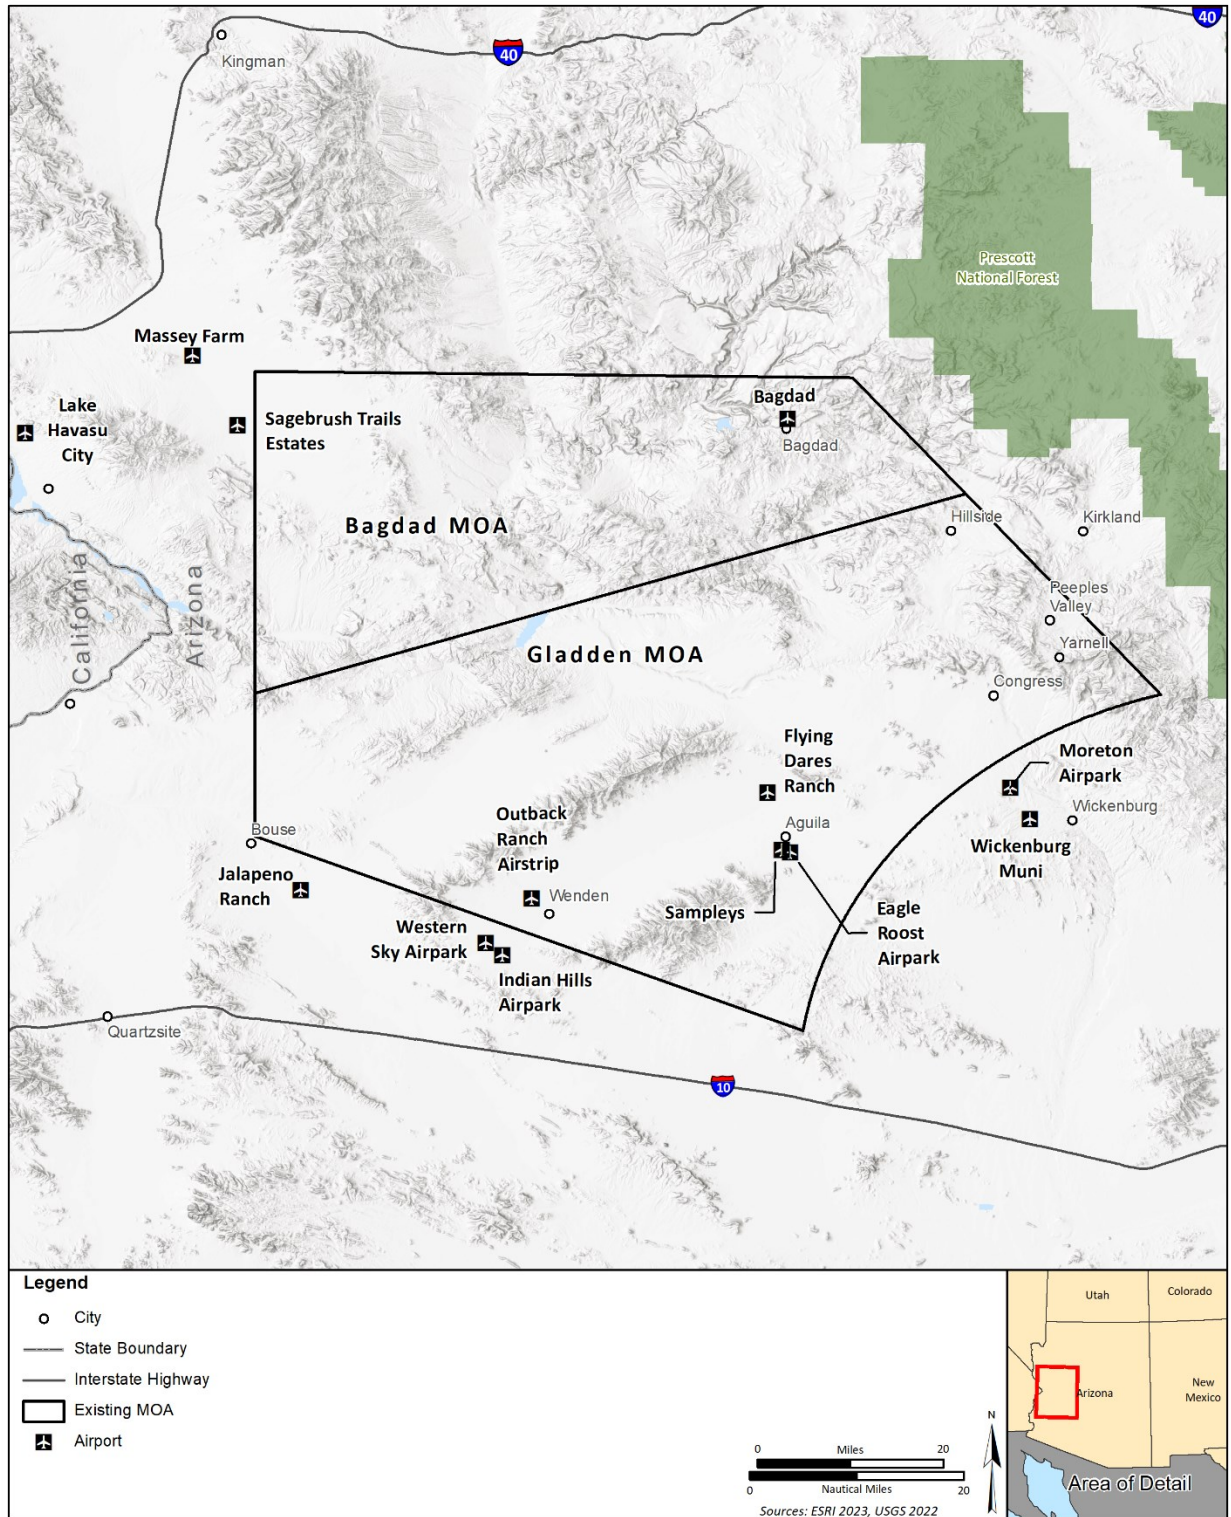 40
40
Kingman
Prescott
National Forest
Massey Farm
Lake
Havasu
City
Sagebrush Trails
Estates
Bagdad
Bagdad
Bagdad MOA
Hillside
Kirkland
California
Arizona
Peeples
Valley
Gladden MOA
Yarnell
Congress
Flying
Dares
Ranch
Moreton
Airpark
Outback
Ranch
Airstrip
Bouse
Aguila
Wickenburg
Wickenburg
Muni
Jalapeno
Ranch
Wenden
Sampleys
Eagle
Roost
Airpark
Western
Sky Airpark
Indian Hills
Airpark
Quartzsite
10
Legend
City
State Boundary
Interstate Highway
Existing MOA
Airport
0 Miles 20
0 Nautical Miles 20
Sources: ESRI 2023, USGS 2022
N
Utah
Colorado
Arizona
New
Mexico
Area of Detail